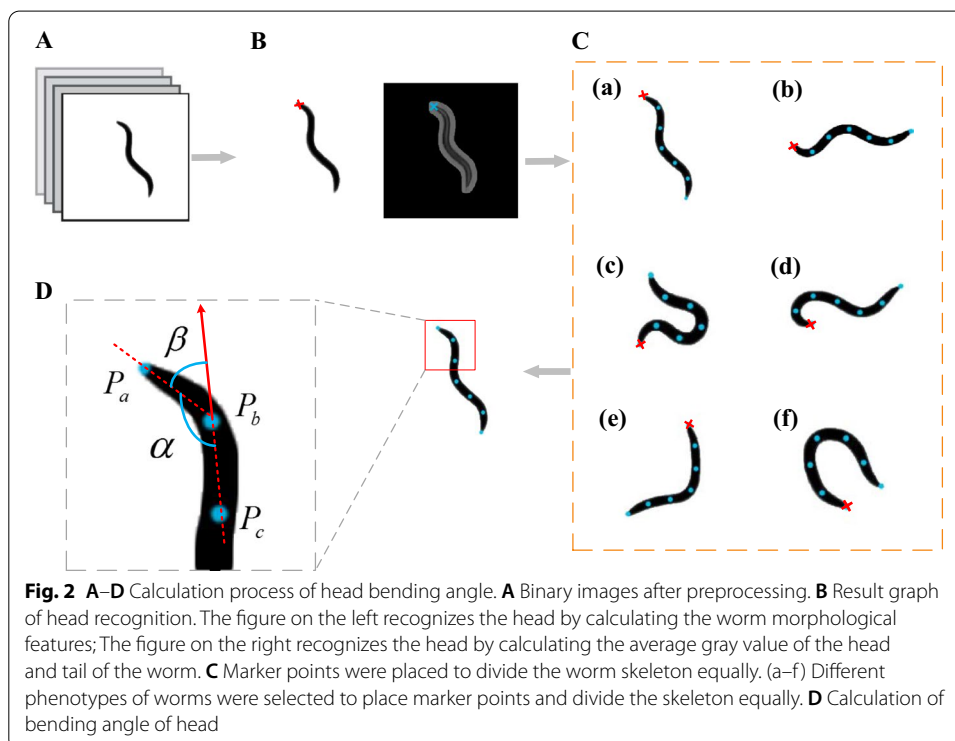 A B C
(a) (b)
(c) (d)
D
β
Pa Pb
α
Pc
(e) (f)
Fig. 2 A–D Calculation process of head bending angle. A Binary images after preprocessing. B Result graph
of head recognition. The figure on the left recognizes the head by calculating the worm morphological
features; The figure on the right recognizes the head by calculating the average gray value of the head
and tail of the worm. C Marker points were placed to divide the worm skeleton equally. (a–f) Different
phenotypes of worms were selected to place marker points and divide the skeleton equally. D Calculation of
bending angle of head